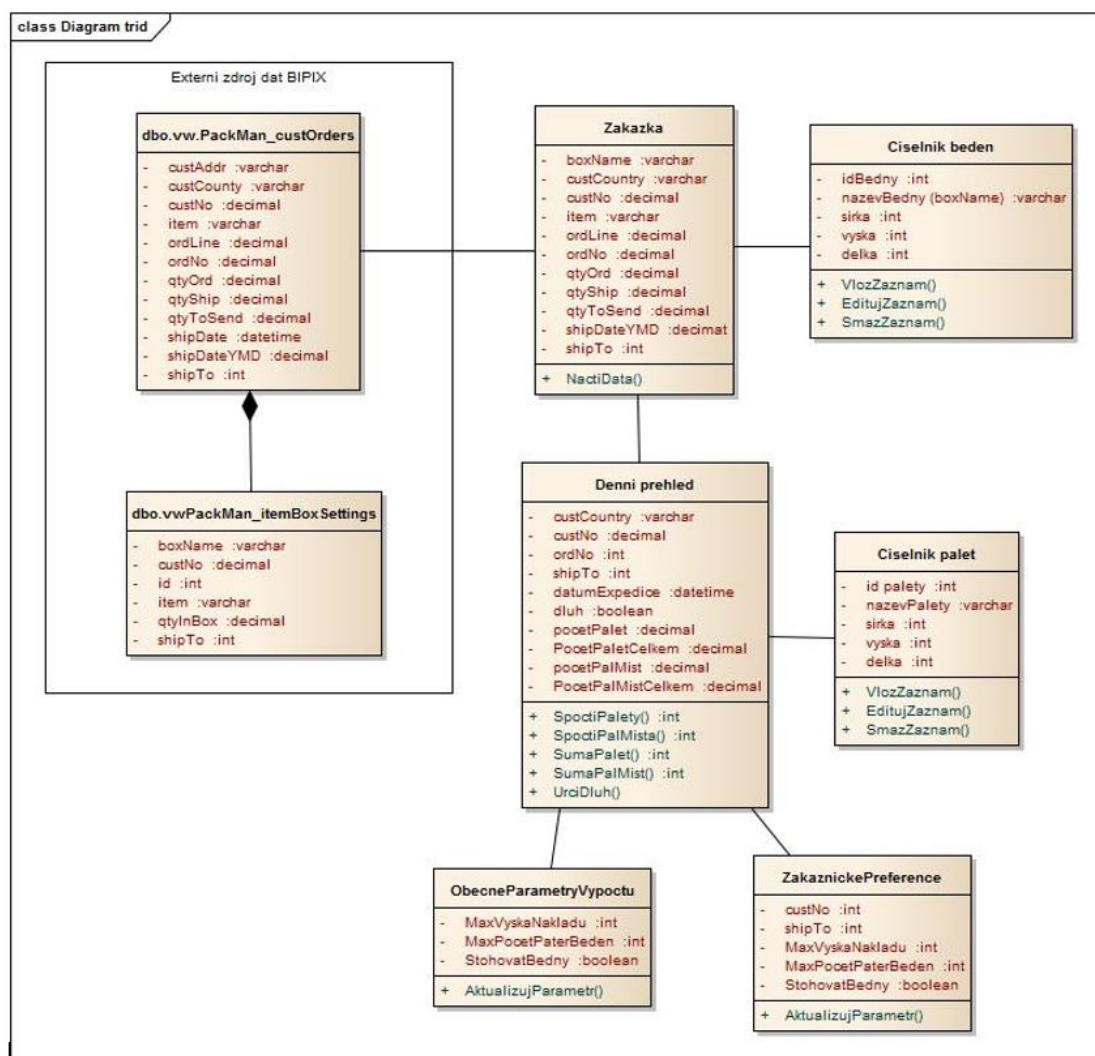 class Diagram trid
Externi zdroj dat BIPIX
dbo.vw.PackMan_custOrders
- custAddr :varchar
- custCounty :varchar
- custNo :decimal
- item :varchar
- ordLine :decimal
- ordNo :decimal
- qtyOrd :decimal
- qtyShip :decimal
- qtyToSend :decimal
- shipDate :datetime
- shipDateYMD :decimal
- shipTo :int
dbo.vwPackMan_itemBoxSettings
- boxName :varchar
- custNo :decimal
- id :int
- item :varchar
- qtyInBox :decimal
- shipTo :int
Zakazka
- boxName :varchar
- custCountry :varchar
- custNo :decimal
- item :varchar
- ordLine :decimal
- ordNo :decimal
- qtyOrd :decimal
- qtyShip :decimal
- qtyToSend :decimal
- shipDateYMD :decimat
- shipTo :int
+ NactiData()
Ciselnik beden
- idBedny :int
- nazevBedny (boxName) :varchar
- sirka :int
- vyska :int
- delka :int
+ VlozZaznam()
+ EditujZaznam()
+ SmazZaznam()
Denni prehled
- custCountry :varchar
- custNo :decimal
- ordNo :int
- shipTo :int
- datumExpedice :datetime
- dluh :boolean
- pocetPalet :decimal
- PocetPaletCelkem :decimal
- pocetPalMist :decimal
- PocetPalMistCelkem :decimal
+ SpoctiPalety() :int
+ SpoctiPalMista() :int
+ SumaPalet() :int
+ SumaPalMist() :int
+ UrciDluh()
Ciselnik palet
- id palety :int
- nazevPalety :varchar
- sirka :int
- vyska :int
- delka :int
+ VlozZaznam()
+ EditujZaznam()
+ SmazZaznam()
ObecneParametryVypoctu
- MaxVyskaNakladu :int
- MaxPocetPaterBeden :int
- StohovatBedny :boolean
+ AktualizujParametr()
ZakaznickePreference
- custNo :int
- shipTo :int
- MaxVyskaNakladu :int
- MaxPocetPaterBeden :int
- StohovatBedny :boolean
+ AktualizujParametr()